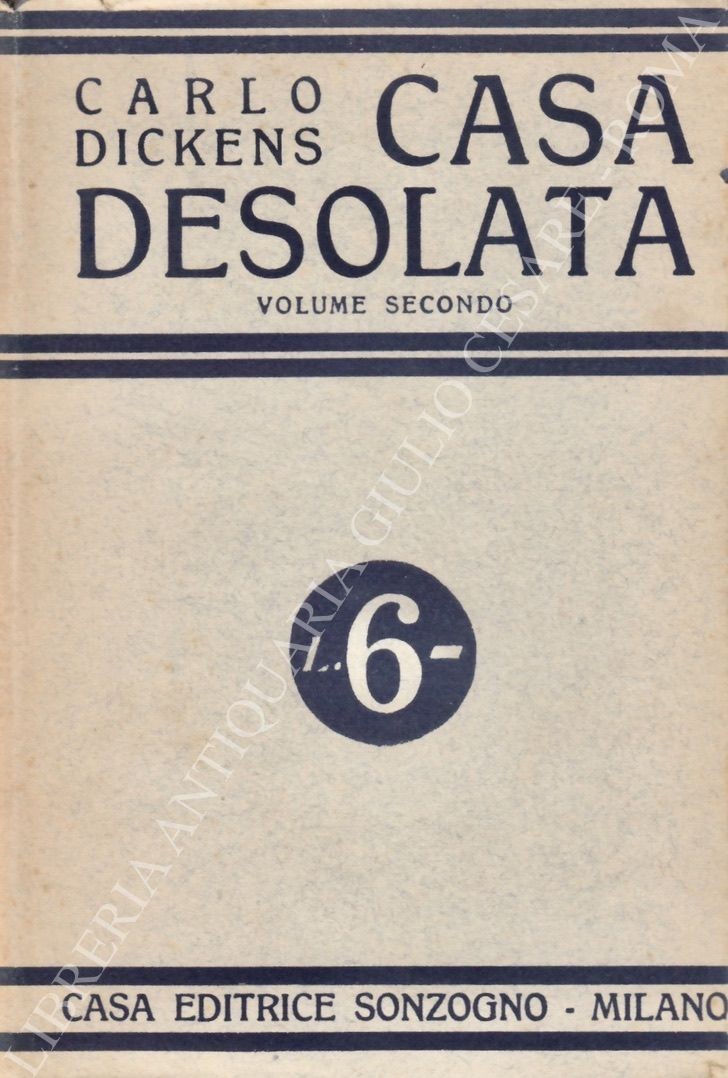 CARLO
DICKENS
CASA
DESOLATA
VOLUME SECONDO
L. 6-
CASA EDITRICE SONZOGNO - MILANO
LIBRERIA ANTIQUARIA GIULIO CESARE - ROMA